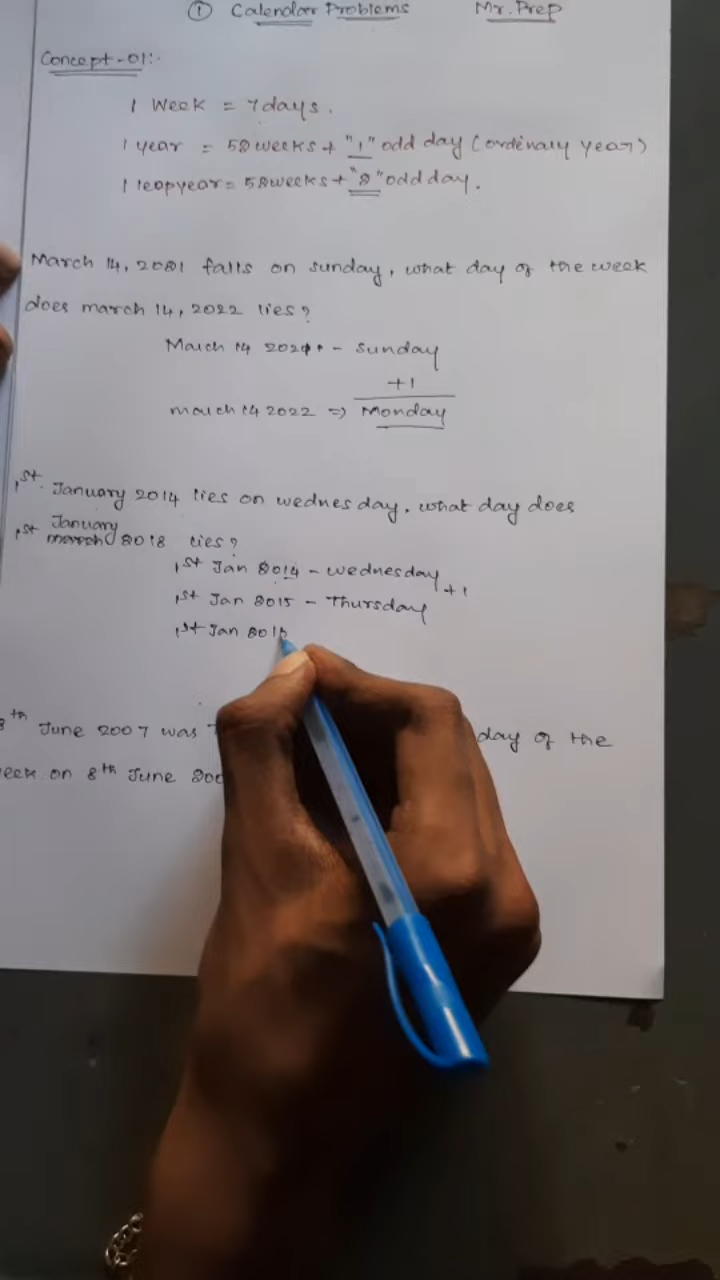 ① Calendar Problems Mr. Prep
Concept-01:-
1 Week = 7 days.
1 year = 52 weeks + "1" odd day (ordinary year)
1 leopyear = 52 weeks + "2" odd day.
March 14, 2021 falls on sunday, what day of the week
does march 14, 2022 lies?
March 14 2021 - Sunday
+1
march 14 2022 => Monday
1st January 2014 lies on wednesday, what day does
1st January 2018 lies?
1st Jan 2014 - wednesday
+1
1st Jan 2015 - Thursday
1st Jan 201
8th June 2007 was day of the
on 8th June